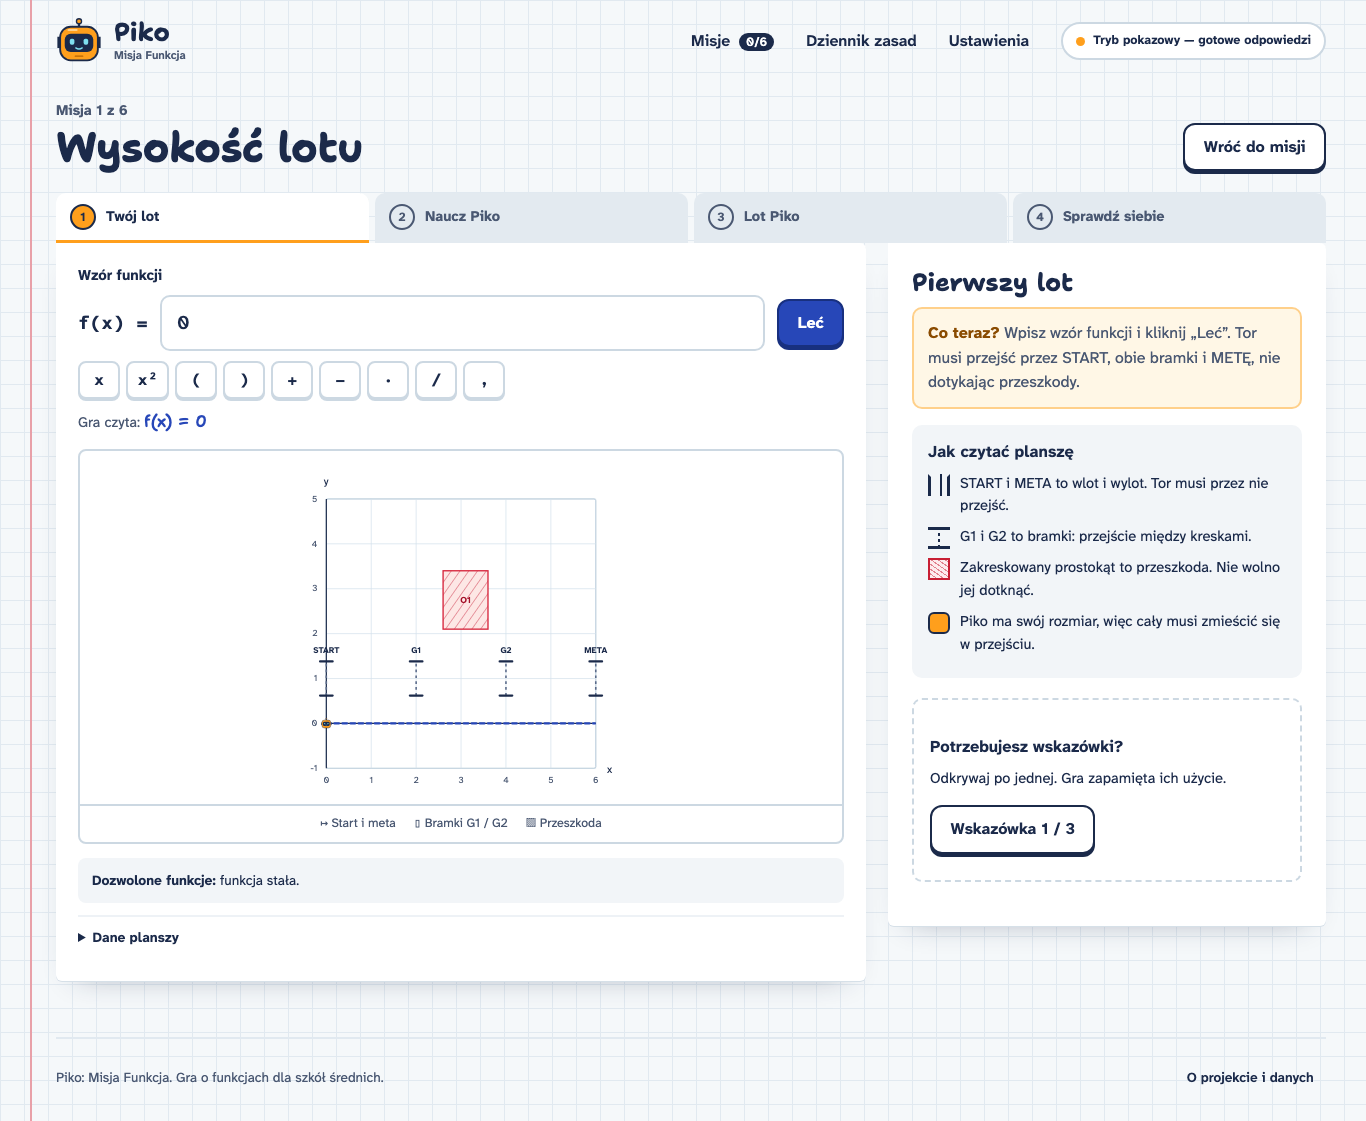 Piko
Misja Funkcja
Misje 0/6
Dziennik zasad
Ustawienia
Tryb pokazowy — gotowe odpowiedzi
Misja 1 z 6
Wysokość lotu
Wróć do misji
1 Twój lot
2 Naucz Piko
3 Lot Piko
4 Sprawdź siebie
Wzór funkcji
f(x) = 0
Leć
x x² ( ) + − · / ,
Gra czyta: f(x) = 0
y
5
4
3
O1
2
START G1 G2 META
1
0
-1
x
0 1 2 3 4 5 6
↦ Start i meta ▯ Bramki G1 / G2 ▨ Przeszkoda
Dozwolone funkcje: funkcja stała.
Dane planszy
Pierwszy lot
Co teraz? Wpisz wzór funkcji i kliknij „Leć”. Tor
musi przejść przez START, obie bramki i METĘ, nie
dotykając przeszkody.
Jak czytać planszę
START i META to wlot i wylot. Tor musi przez nie
przejść.
G1 i G2 to bramki: przejście między kreskami.
Zakreskowany prostokąt to przeszkoda. Nie wolno
jej dotknąć.
Piko ma swój rozmiar, więc cały musi zmieścić się
w przejściu.
Potrzebujesz wskazówki?
Odkrywaj po jednej. Gra zapamięta ich użycie.
Wskazówka 1 / 3
Piko: Misja Funkcja. Gra o funkcjach dla szkół średnich.
O projekcie i danych